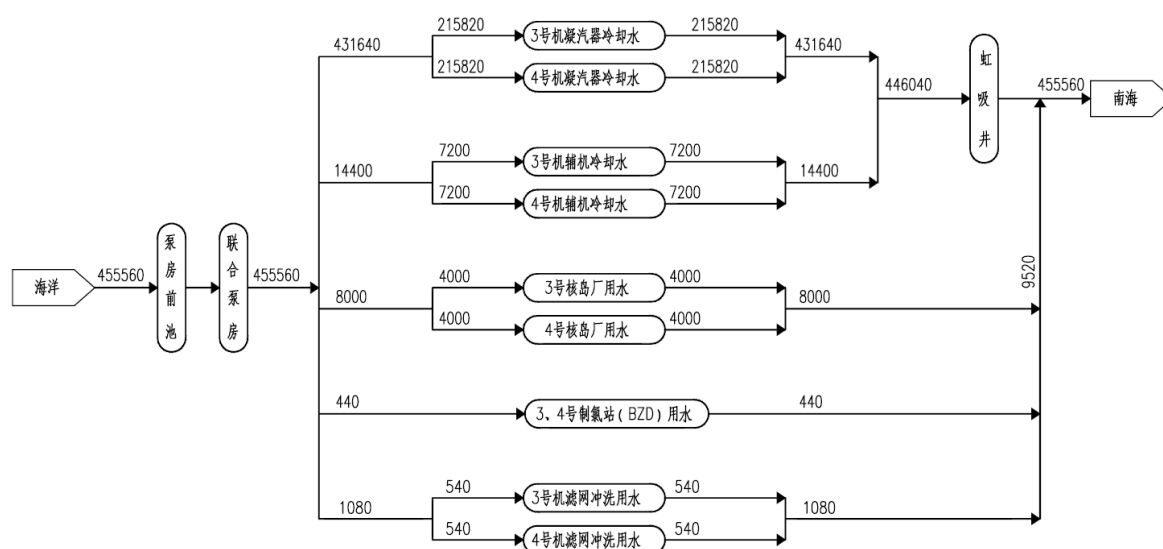 215820
3号机凝汽器冷却水
215820
431640
431640
215820
4号机凝汽器冷却水
215820
虹吸井
446040
455560
南海
7200
3号机辅机冷却水
7200
14400
14400
7200
4号机辅机冷却水
7200
海洋
455560
泵房前池
联合泵房
455560
9520
4000
3号核岛厂用水
4000
8000
8000
4000
4号核岛厂用水
4000
440
3、4号制氯站(BZD)用水
440
540
3号机滤网冲洗用水
540
1080
1080
540
4号机滤网冲洗用水
540